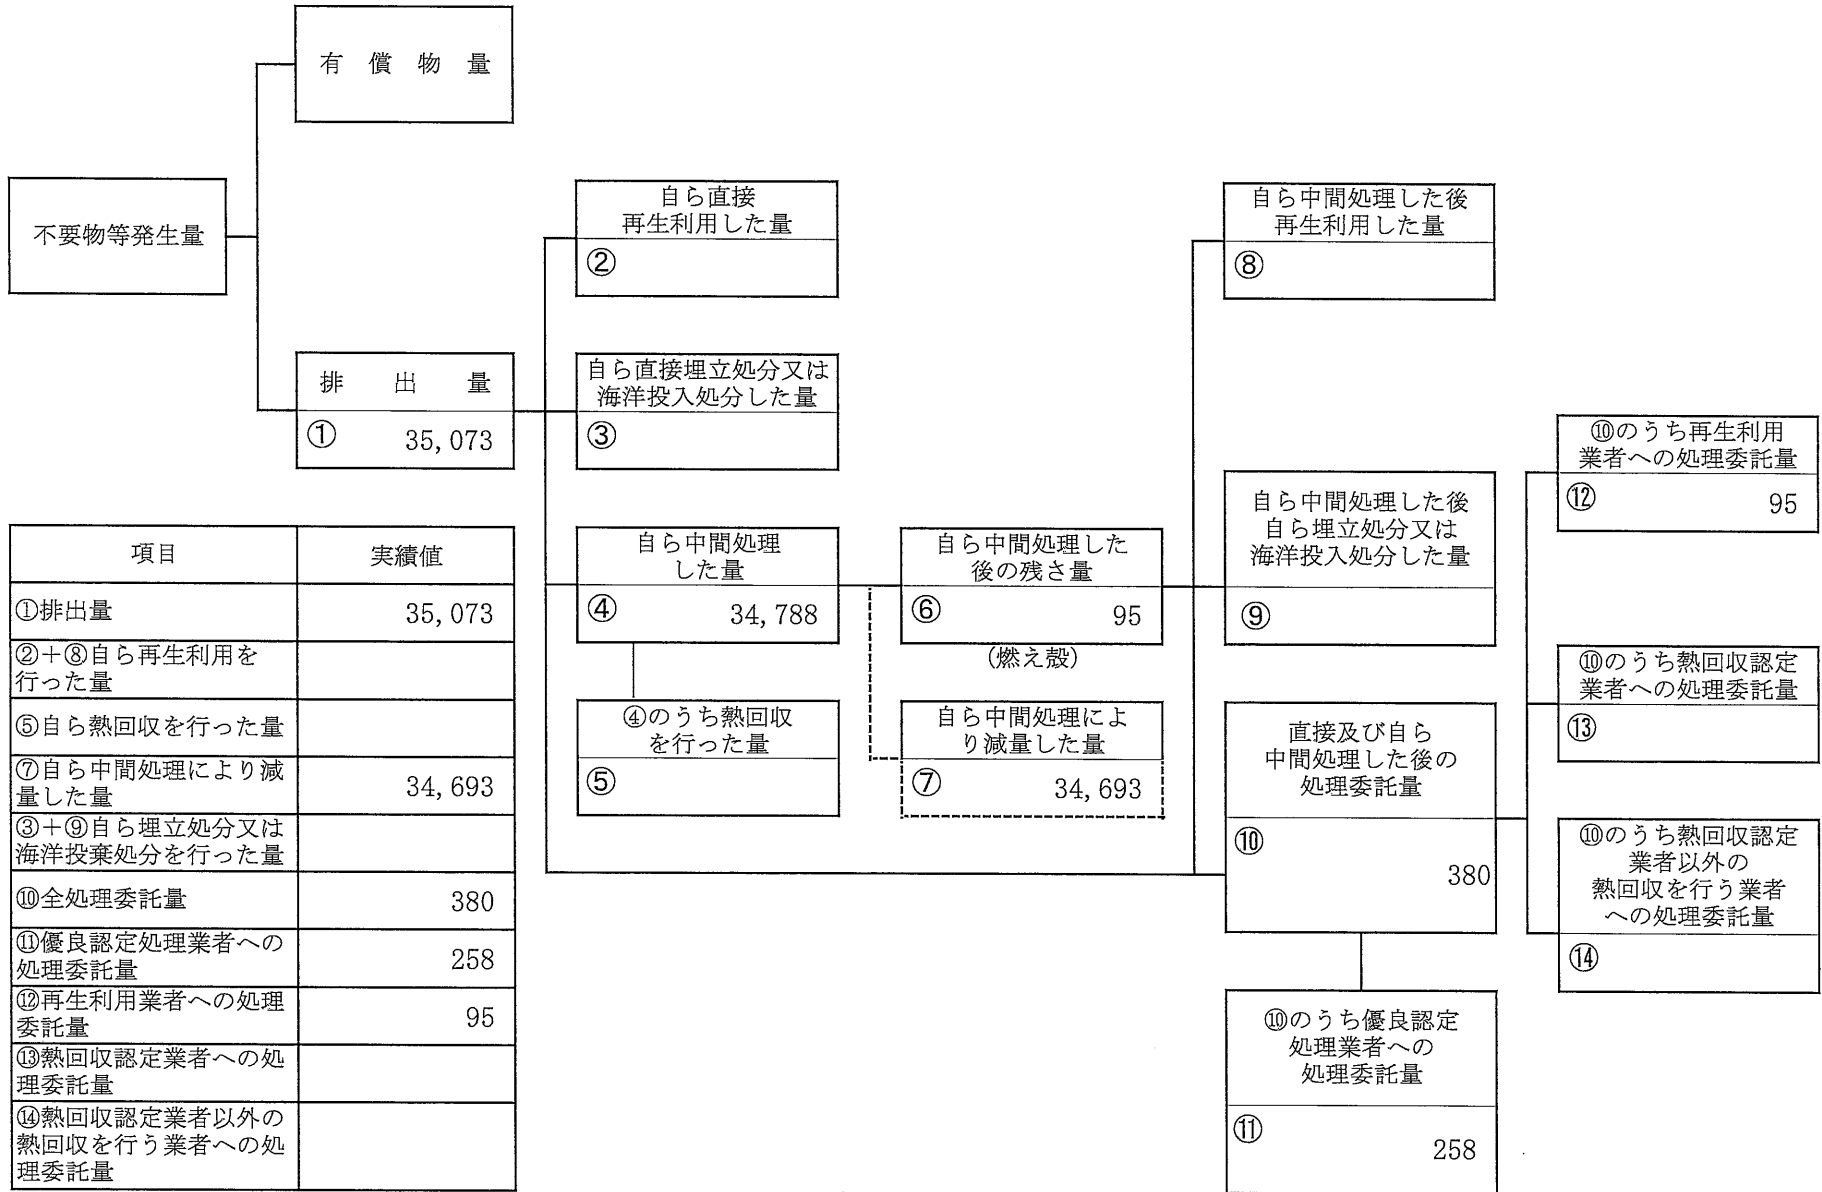 有償物量
不要物等発生量
排出量
① 35,073
自ら直接
再生利用した量
②
自ら直接埋立処分又は
海洋投入処分した量
③
自ら中間処理
した量
④ 34,788
④のうち熱回収
を行った量
⑤
自ら中間処理した
後の残さ量
⑥ 95
(燃え殻)
自ら中間処理によ
り減量した量
⑦ 34,693
自ら中間処理した後
再生利用した量
⑧
自ら中間処理した後
自ら埋立処分又は
海洋投入処分した量
⑨
直接及び自ら
中間処理した後の
処理委託量
⑩
380
⑩のうち優良認定
処理業者への
処理委託量
⑪
258
⑩のうち再生利用
業者への処理委託量
⑫ 95
⑩のうち熱回収認定
業者への処理委託量
⑬
⑩のうち熱回収認定
業者以外の
熱回収を行う業者
への処理委託量
⑭
項目 実績値
①排出量 35,073
②+⑧自ら再生利用を
行った量
⑤自ら熱回収を行った量
⑦自ら中間処理により減
量した量 34,693
③+⑨自ら埋立処分又は
海洋投棄処分を行った量
⑩全処理委託量 380
⑪優良認定処理業者への
処理委託量 258
⑫再生利用業者への処理
委託量 95
⑬熱回収認定業者への処
理委託量
⑭熱回収認定業者以外の
熱回収を行う業者への処
理委託量